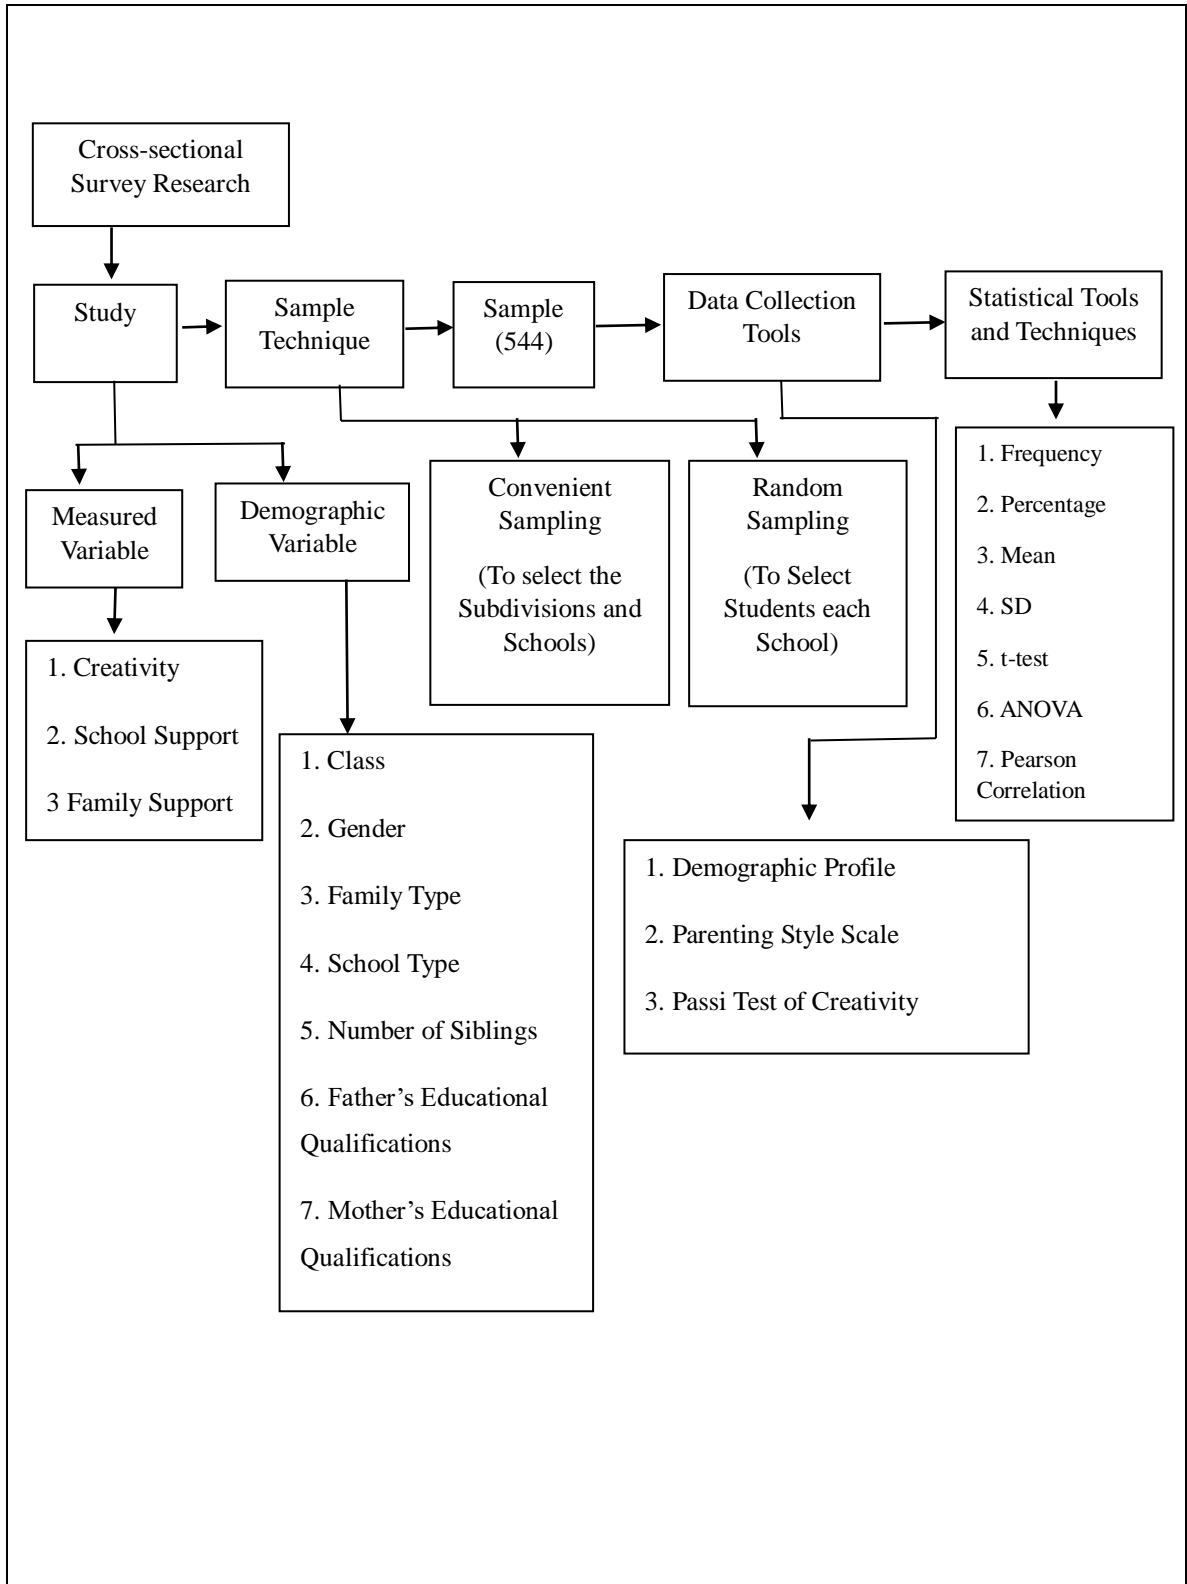 Cross-sectional
Survey Research
Study
Sample
Technique
Sample
(544)
Data Collection
Tools
Statistical Tools
and Techniques
Measured
Variable
Demographic
Variable
Convenient
Sampling
(To select the
Subdivisions and
Schools)
Random
Sampling
(To Select
Students each
School)
1. Frequency
2. Percentage
3. Mean
4. SD
5. t-test
6. ANOVA
7. Pearson
Correlation
1. Creativity
2. School Support
3 Family Support
1. Class
2. Gender
3. Family Type
4. School Type
5. Number of Siblings
6. Father’s Educational
Qualifications
7. Mother’s Educational
Qualifications
1. Demographic Profile
2. Parenting Style Scale
3. Passi Test of Creativity